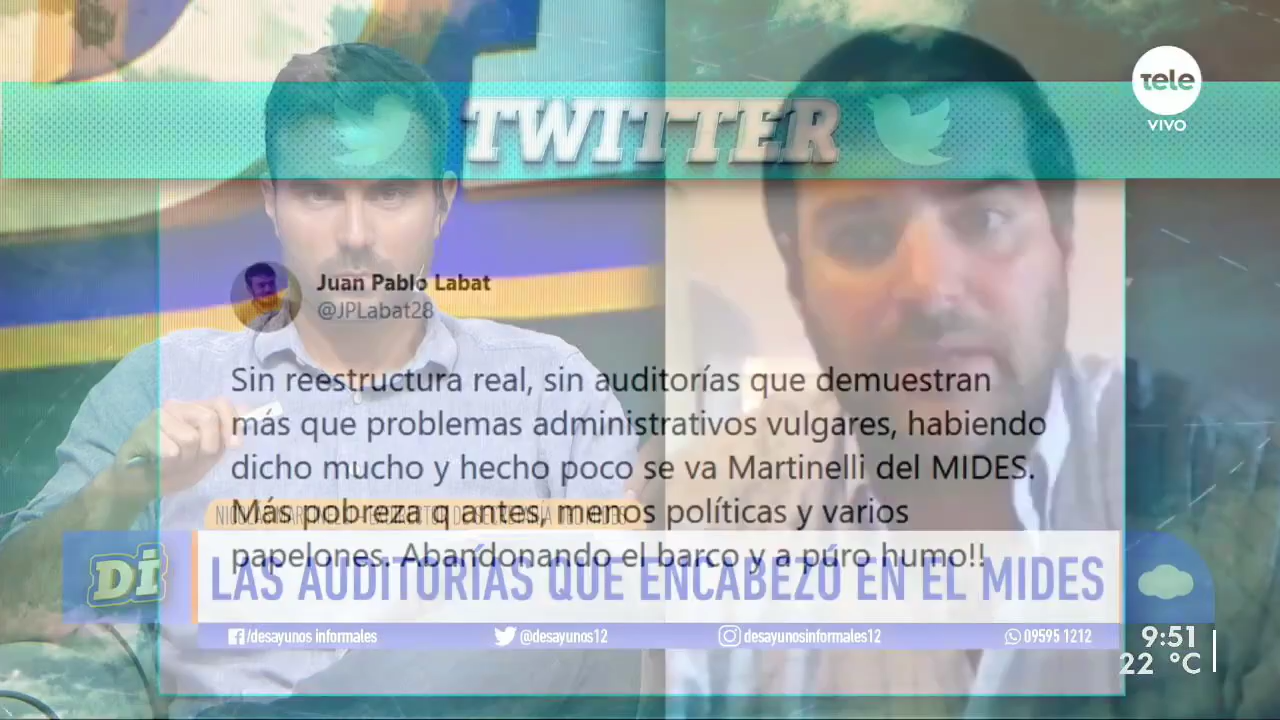 TWITTER
tele
VIVO
Juan Pablo Labat
@JPLabat28
Sin reestructura real, sin auditorías que demuestran
más que problemas administrativos vulgares, habiendo
dicho mucho y hecho poco se va Martinelli del MIDES.
Más pobreza q antes, menos políticas y varios
papelones. Abandonando el barco y a puro humo!!
Di
LAS AUDITORÍAS QUE ENCABEZÓ EN EL MIDES
/desayunos informales
@desayunos12
desayunosinformales12
09595 1212
9:51
22 °C